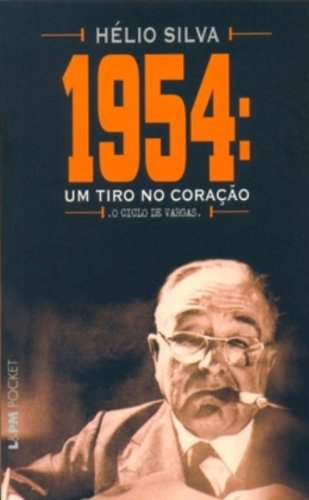 HÉLIO SILVA
1954:
UM TIRO NO CORAÇÃO
.O CICLO DE VARGAS.
L&PM POCKET